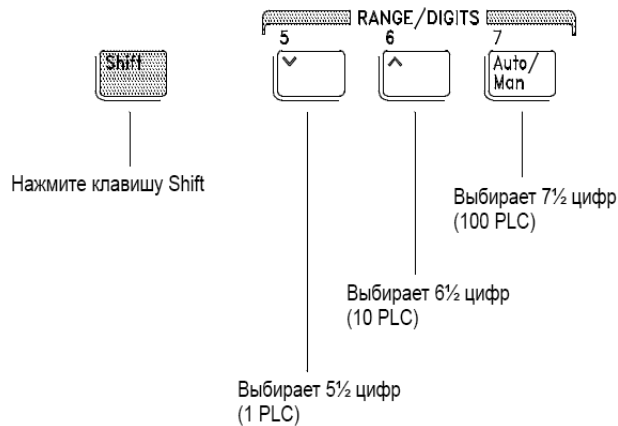 RANGE/DIGITS
5 6 7
Shift
Auto/
Man
Нажмите клавишу Shift
Выбирает 7½ цифр
(100 PLC)
Выбирает 6½ цифр
(10 PLC)
Выбирает 5½ цифр
(1 PLC)